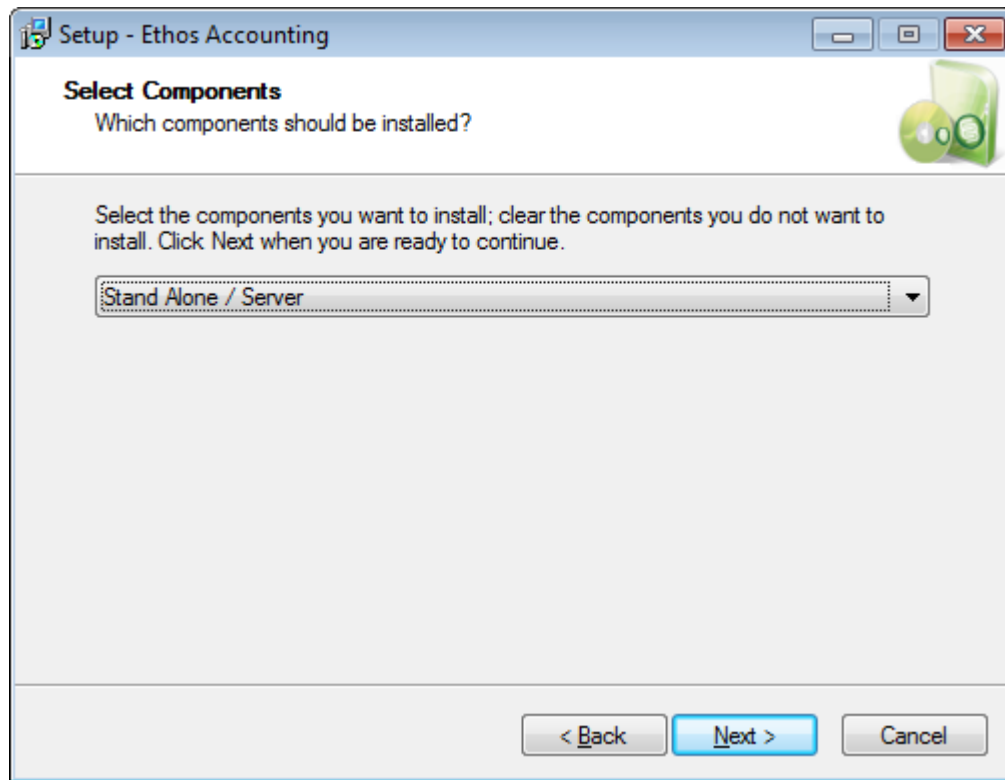 Setup - Ethos Accounting
Select Components
Which components should be installed?
Select the components you want to install; clear the components you do not want to
install. Click Next when you are ready to continue.
Stand Alone / Server
< Back
Next >
Cancel